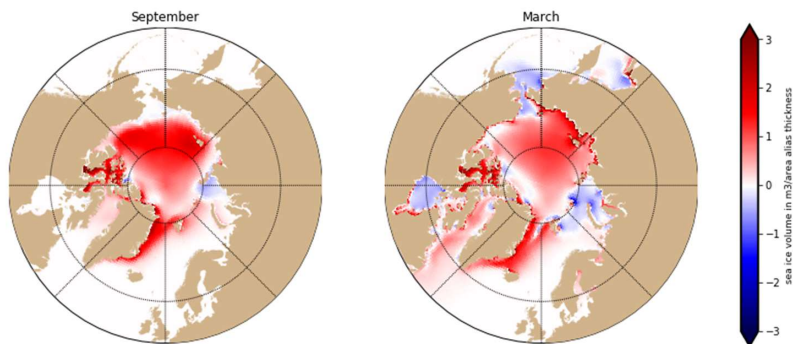 September
March
3
2
1
0
−1
−2
−3
sea ice volume in m3/area alias thickness